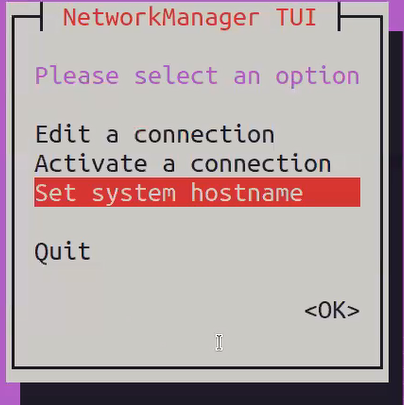 NetworkManager TUI
Please select an option
Edit a connection
Activate a connection
Set system hostname
Quit
<OK>